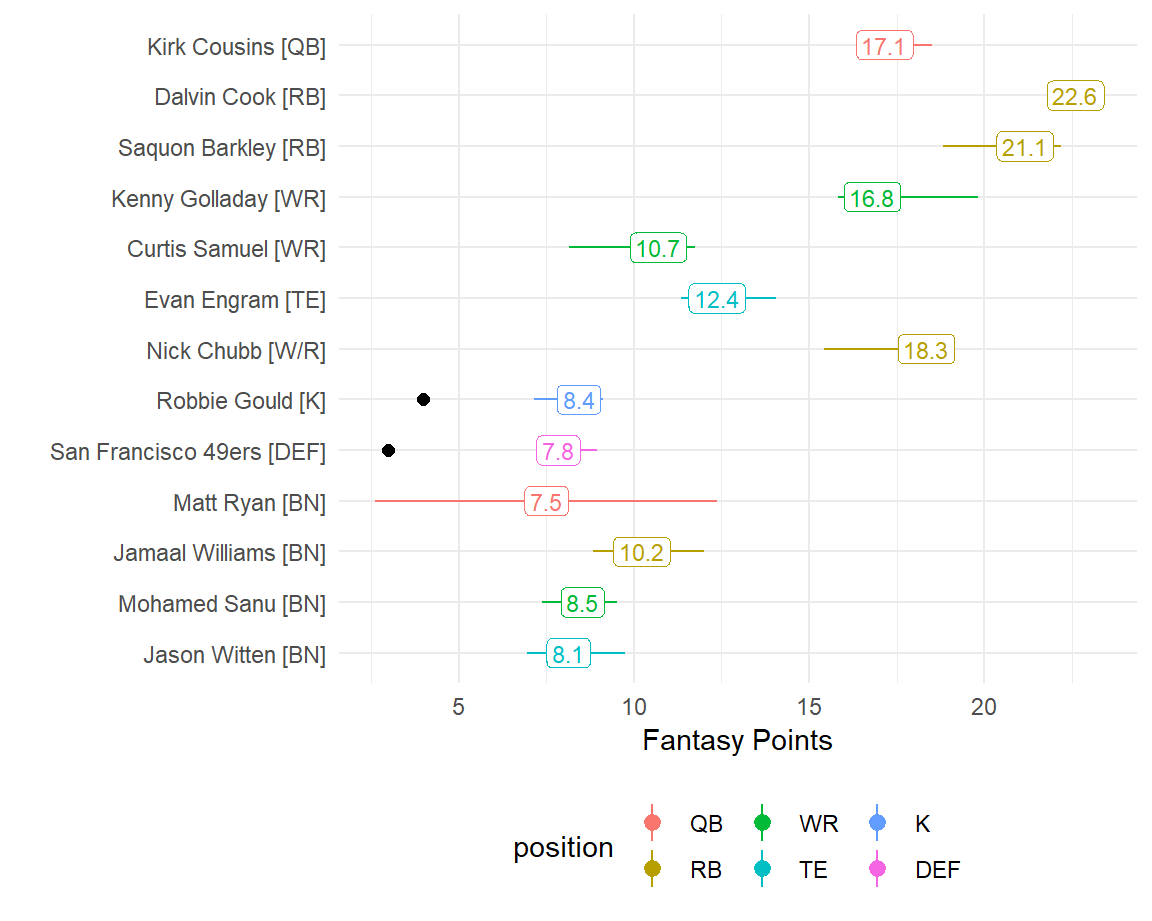 Kirk Cousins [QB] 17.1
Dalvin Cook [RB] 22.6
Saquon Barkley [RB] 21.1
Kenny Golladay [WR] 16.8
Curtis Samuel [WR] 10.7
Evan Engram [TE] 12.4
Nick Chubb [W/R] 18.3
Robbie Gould [K] 8.4
San Francisco 49ers [DEF] 7.8
Matt Ryan [BN] 7.5
Jamaal Williams [BN] 10.2
Mohamed Sanu [BN] 8.5
Jason Witten [BN] 8.1
5 10 15 20
Fantasy Points
position
QB WR K
RB TE DEF